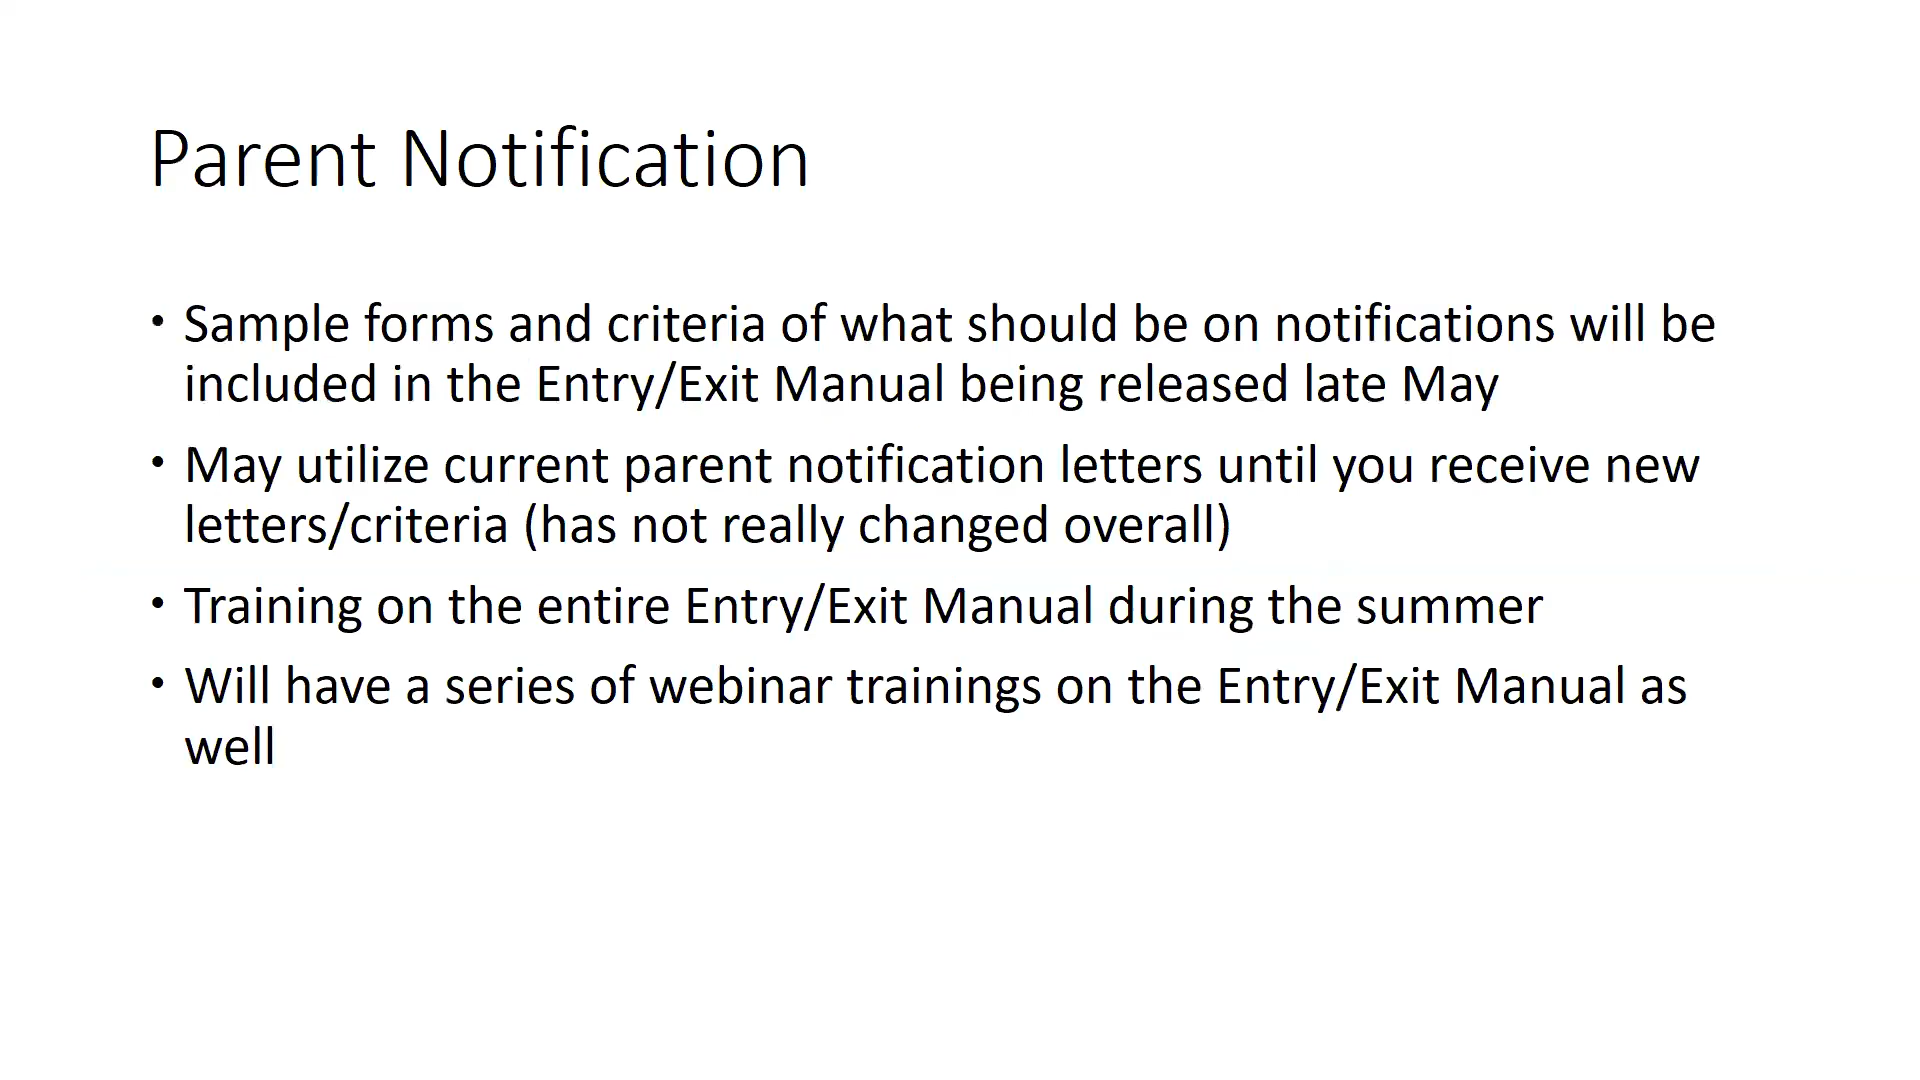 Parent Notification
• Sample forms and criteria of what should be on notifications will be
included in the Entry/Exit Manual being released late May
• May utilize current parent notification letters until you receive new
letters/criteria (has not really changed overall)
• Training on the entire Entry/Exit Manual during the summer
• Will have a series of webinar trainings on the Entry/Exit Manual as
well